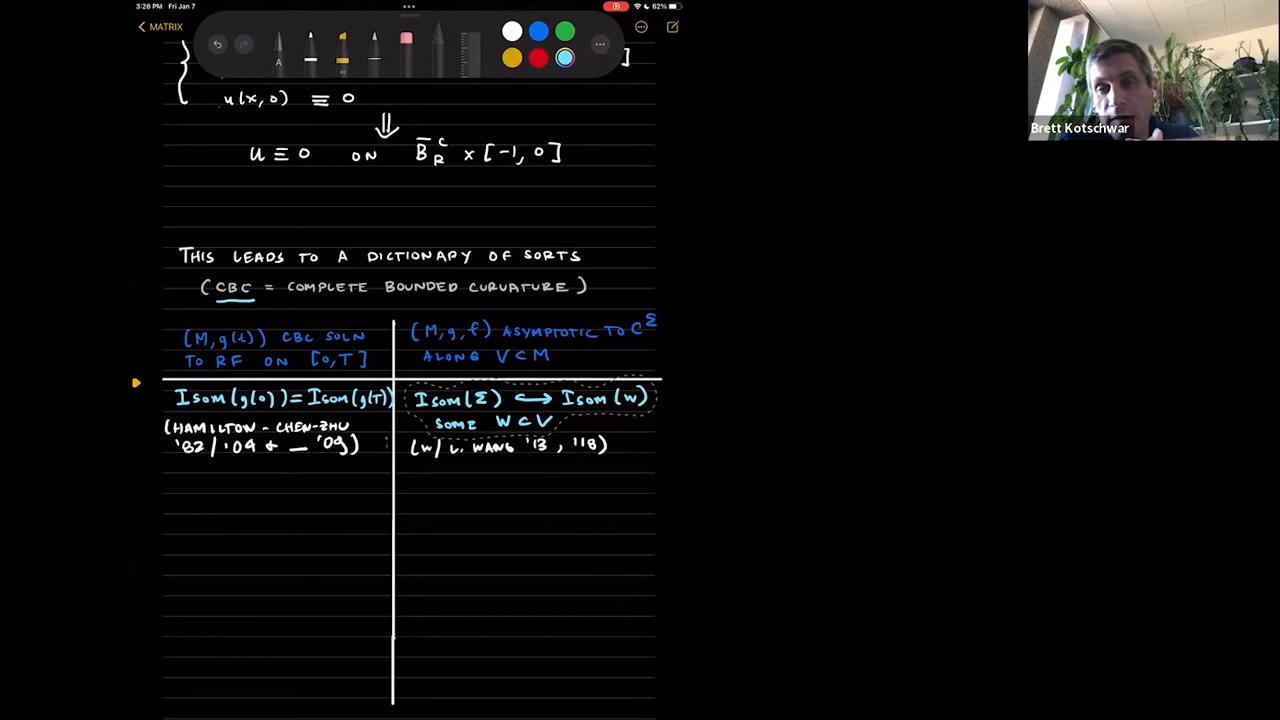 3:28 PM Fri Jan 7
62%
MATRIX
u(x, 0) ≡ 0
⇓
u ≡ 0 ON B̄_R^c × [-1, 0]
Brett Kotschwar
THIS LEADS TO A DICTIONARY OF SORTS
(CBC = COMPLETE BOUNDED CURVATURE)
(M, g(t)) CBC SOLN
TO RF ON [0, T]
(M, g, f) ASYMPTOTIC TO C^Σ
ALONG V ⊂ M
Isom(g(0)) = Isom(g(T))
(HAMILTON - CHEN-ZHU
'82 / '04 + _ '09)
Isom(Σ) ↔ Isom(W)
SOME W ⊂ V
(w/ L. WANG '13, '18)